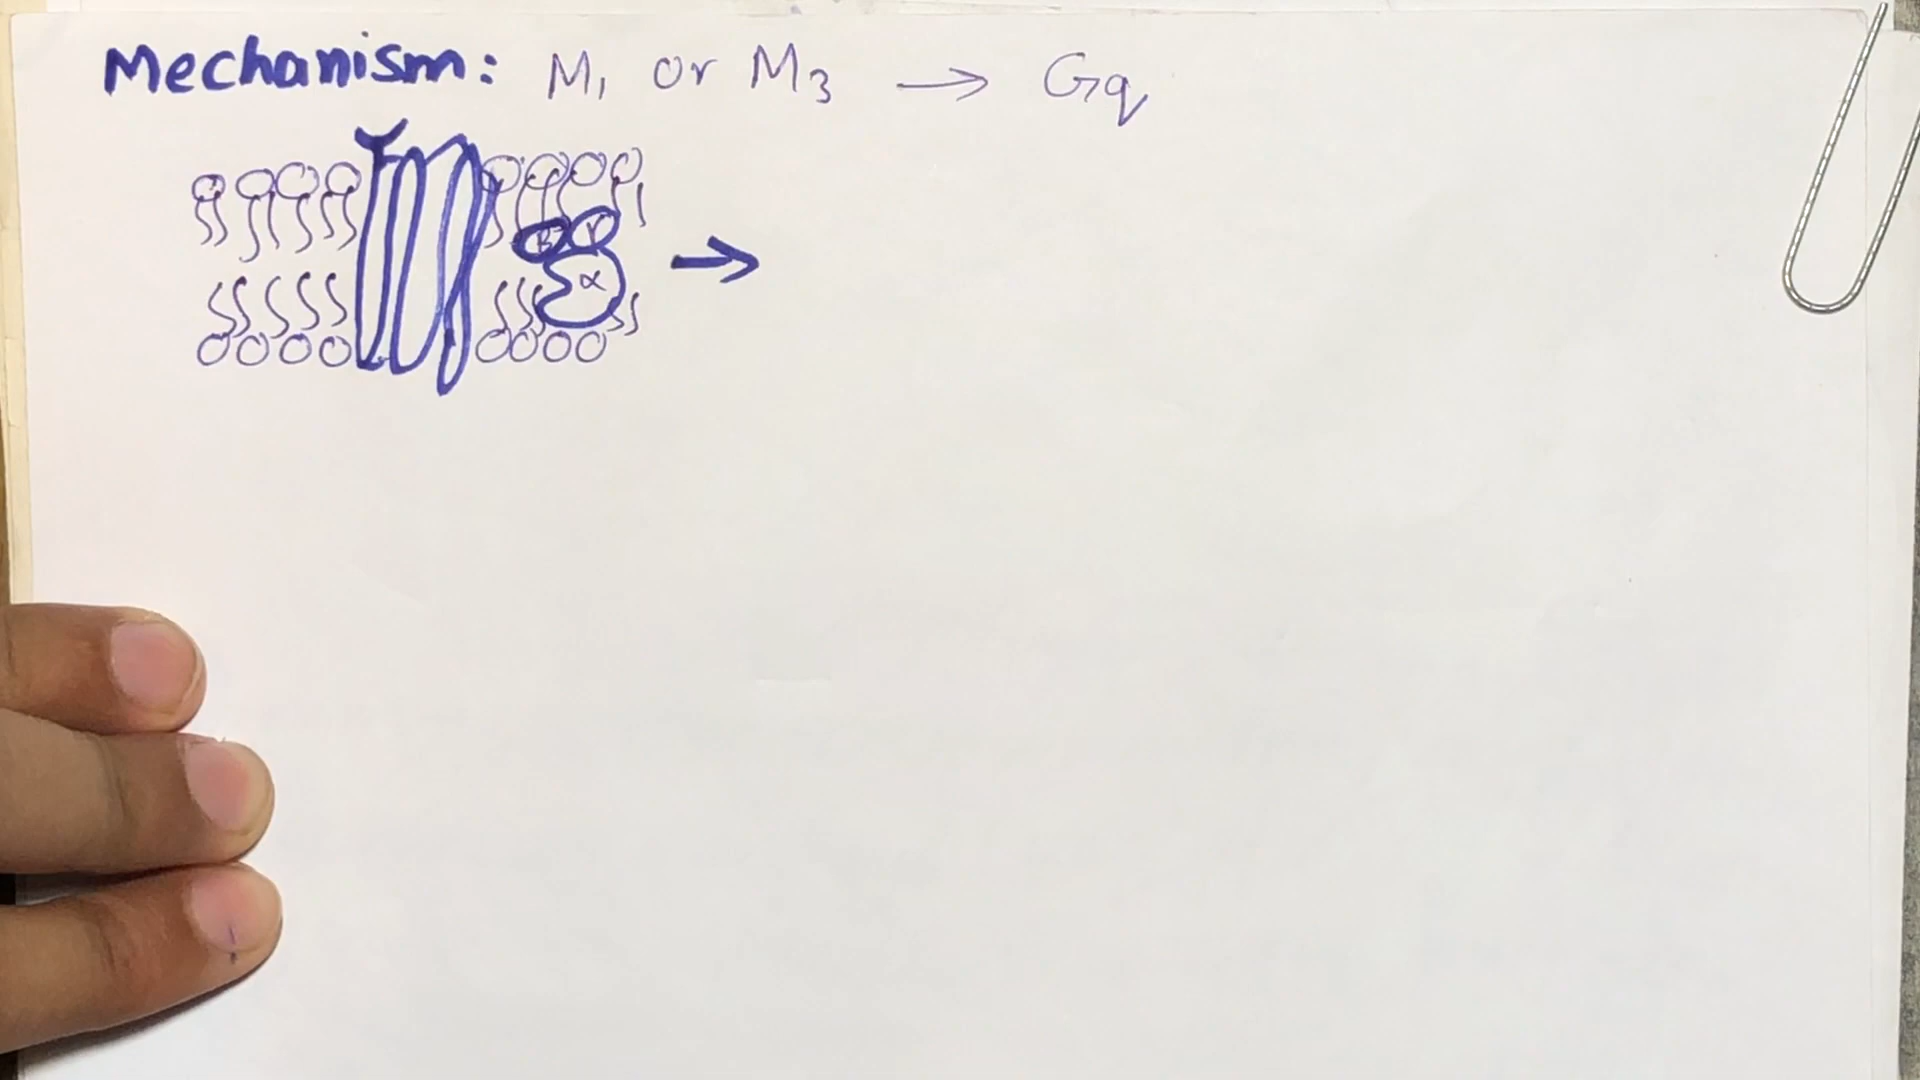 Mechanism: M₁ or M₃ → Gq
β γ
α